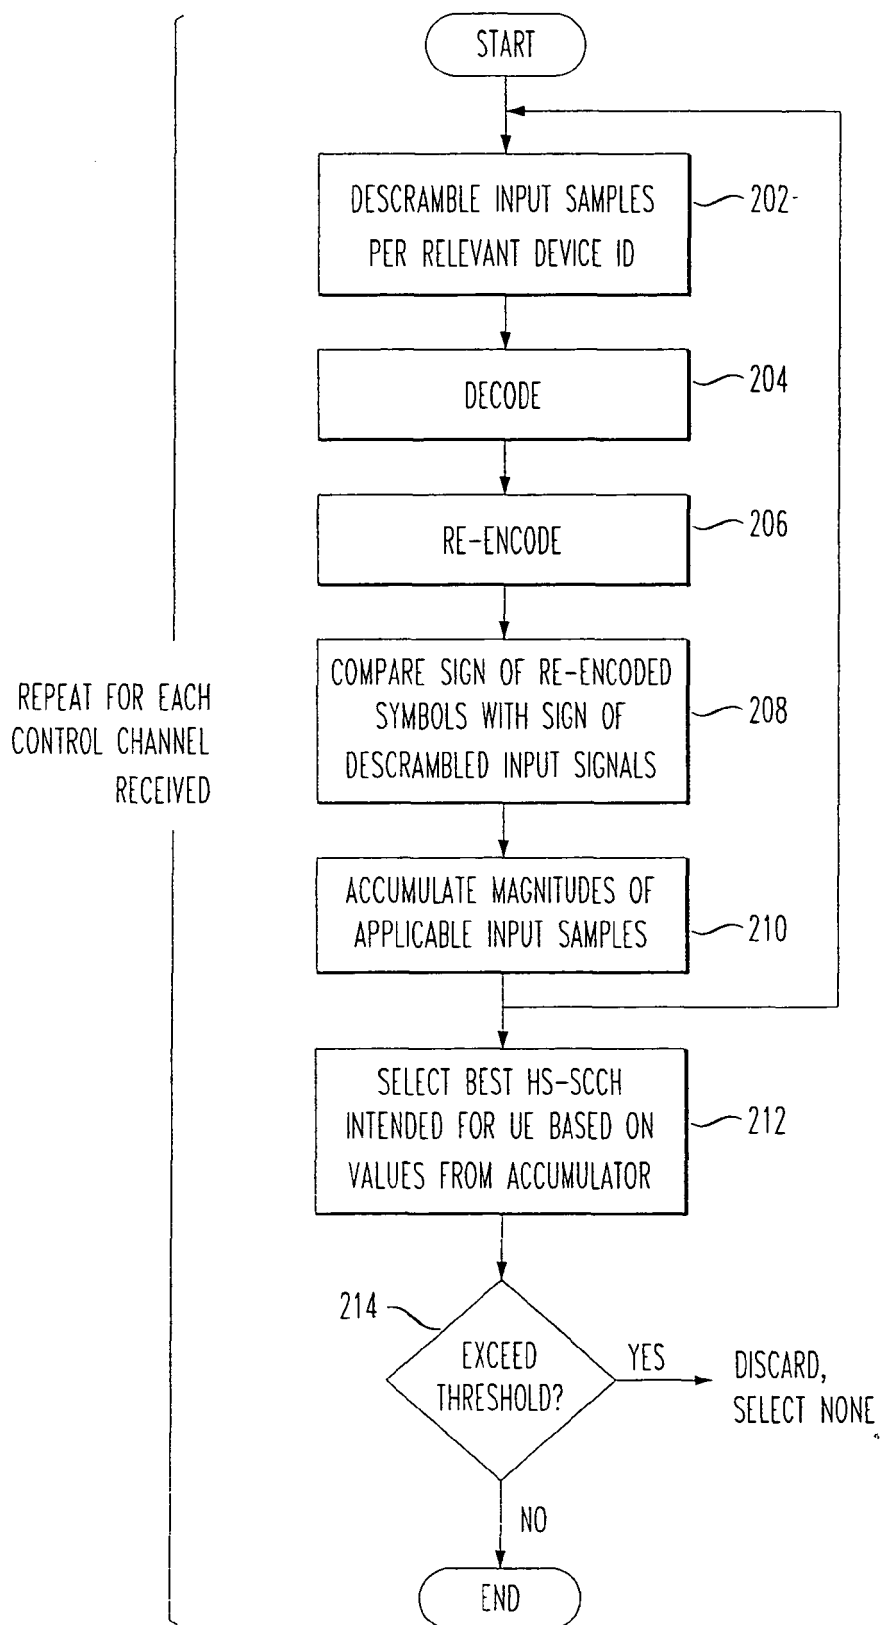 START
DESCRAMBLE INPUT SAMPLES
PER RELEVANT DEVICE ID
202
DECODE
204
RE-ENCODE
206
COMPARE SIGN OF RE-ENCODED
SYMBOLS WITH SIGN OF
DESCRAMBLED INPUT SIGNALS
208
REPEAT FOR EACH
CONTROL CHANNEL
RECEIVED
ACCUMULATE MAGNITUDES OF
APPLICABLE INPUT SAMPLES
210
SELECT BEST HS-SCCH
INTENDED FOR UE BASED ON
VALUES FROM ACCUMULATOR
212
214
EXCEED
THRESHOLD?
YES
DISCARD,
SELECT NONE
NO
END